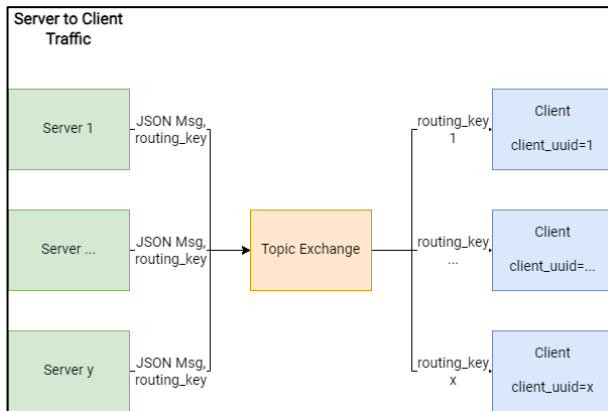 Server to Client
Traffic
Server 1
JSON Msg,
routing_key
routing_key
1
Client
client_uuid=1
Server ...
JSON Msg,
routing_key
Topic Exchange
routing_key
...
Client
client_uuid=...
Server y
JSON Msg,
routing_key
routing_key
x
Client
client_uuid=x